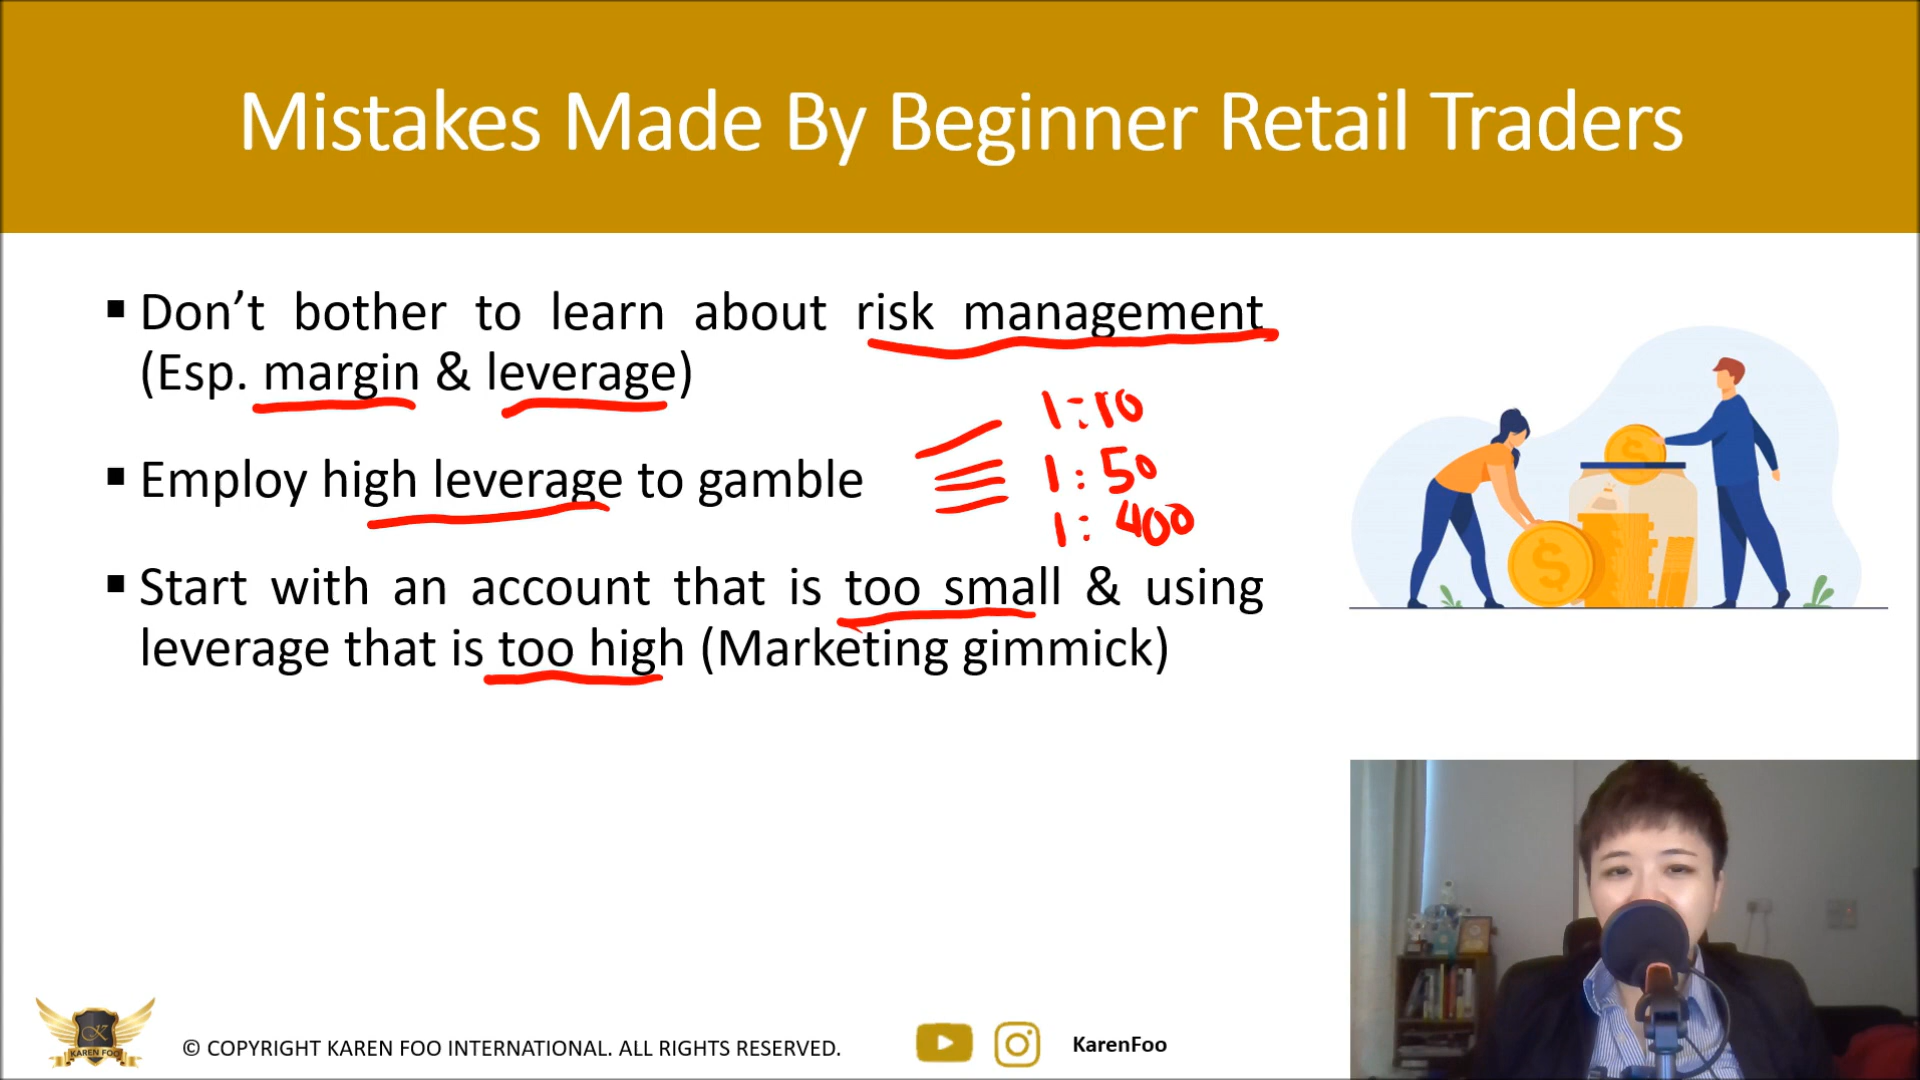 Mistakes Made By Beginner Retail Traders
▪ Don’t bother to learn about risk management
(Esp. margin & leverage)
1:10
▪ Employ high leverage to gamble
1:50
1:400
▪ Start with an account that is too small & using
leverage that is too high (Marketing gimmick)
K
KAREN FOO
© COPYRIGHT KAREN FOO INTERNATIONAL. ALL RIGHTS RESERVED.
KarenFoo